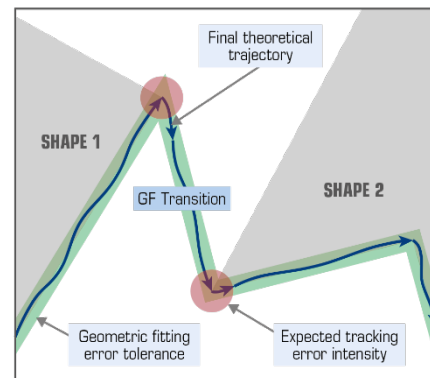 Final theoretical
trajectory
SHAPE 1
SHAPE 2
GF Transition
Geometric fitting
error tolerance
Expected tracking
error intensity